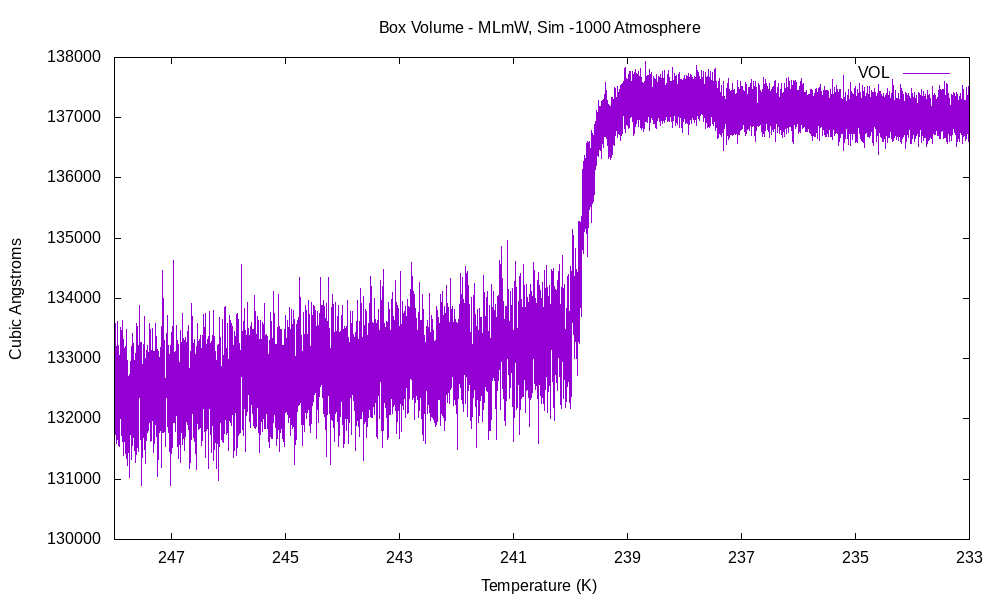 Box Volume - MLmW, Sim -1000 Atmosphere
138000
VOL
137000
136000
135000
Cubic Angstroms
134000
133000
132000
131000
130000
247 245 243 241 239 237 235 233
Temperature (K)